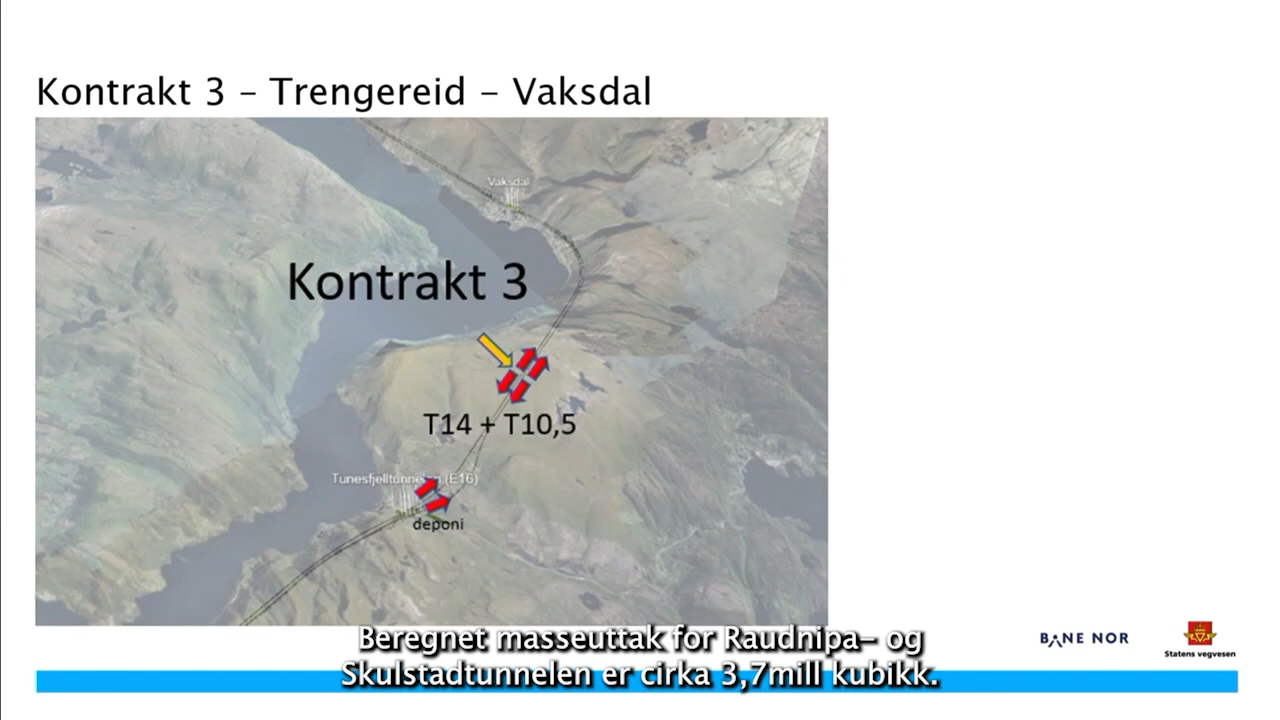 Kontrakt 3 – Trengereid – Vaksdal
Vaksdal
Kontrakt 3
T14 + T10,5
Tunesfjelltunnelen (E16)
deponi
Beregnet masseuttak for Raudnipa– og
Skulstadtunnelen er cirka 3,7mill kubikk.
BANE NOR
Statens vegvesen